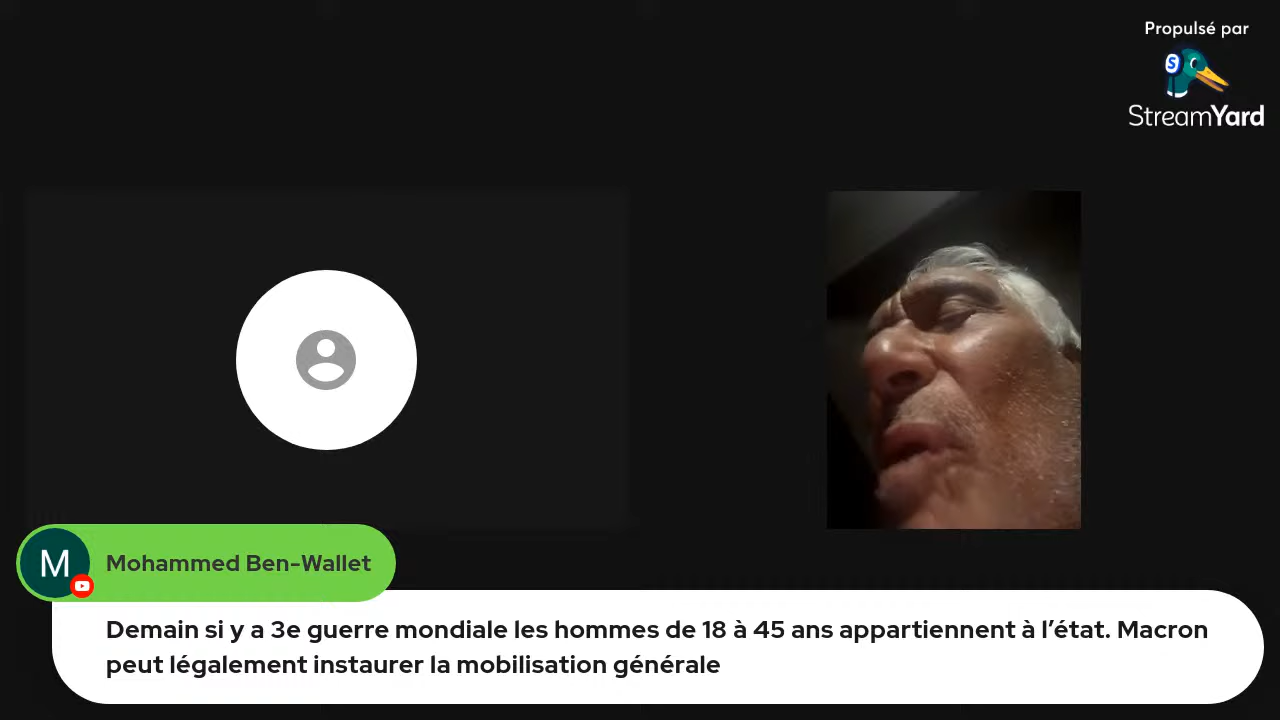 Propulsé par
S
StreamYard
M
Mohammed Ben-Wallet
Demain si y a 3e guerre mondiale les hommes de 18 à 45 ans appartiennent à l’état. Macron
peut légalement instaurer la mobilisation générale